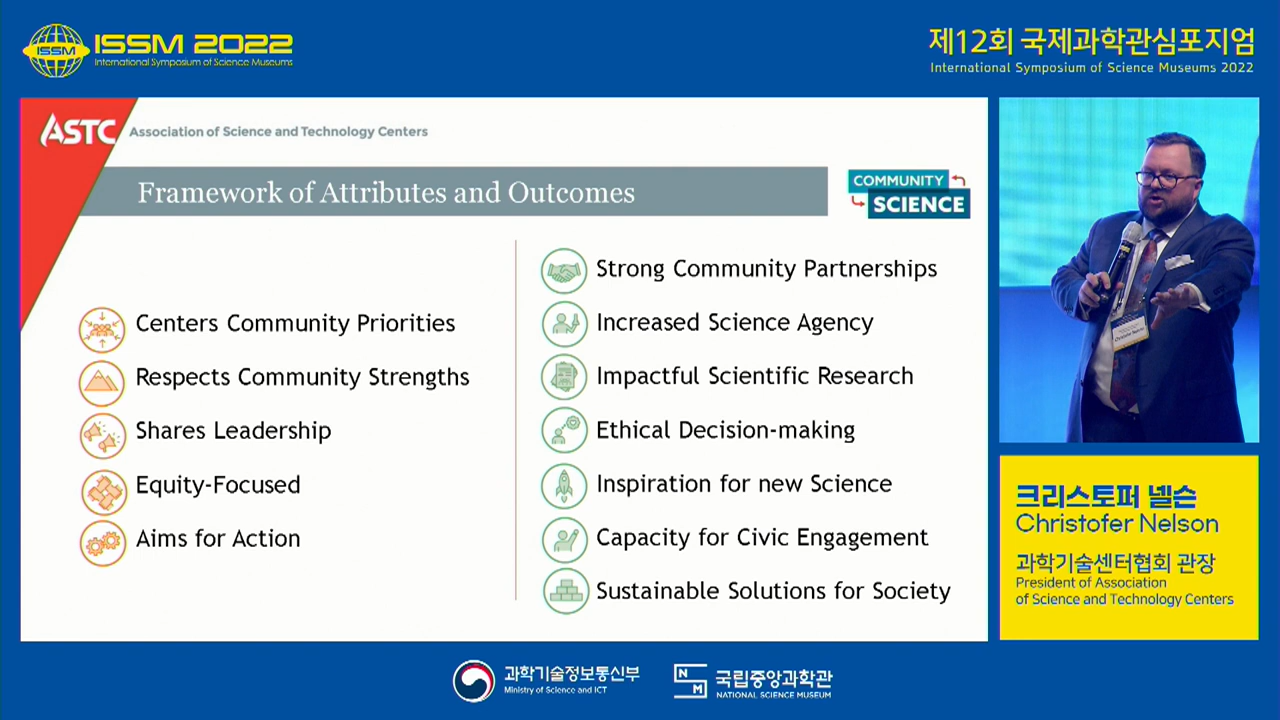 ISSM
ISSM 2022
International Symposium of Science Museums
제12회 국제과학관심포지엄
International Symposium of Science Museums 2022
ASTC
Association of Science and Technology Centers
Framework of Attributes and Outcomes
COMMUNITY
SCIENCE
Centers Community Priorities
Respects Community Strengths
Shares Leadership
Equity-Focused
Aims for Action
Strong Community Partnerships
Increased Science Agency
Impactful Scientific Research
Ethical Decision-making
Inspiration for new Science
Capacity for Civic Engagement
Sustainable Solutions for Society
크리스토퍼 넬슨
Christofer Nelson
과학기술센터협회 관장
President of Association
of Science and Technology Centers
과학기술정보통신부
Ministry of Science and ICT
N
S
M
국립중앙과학관
NATIONAL SCIENCE MUSEUM